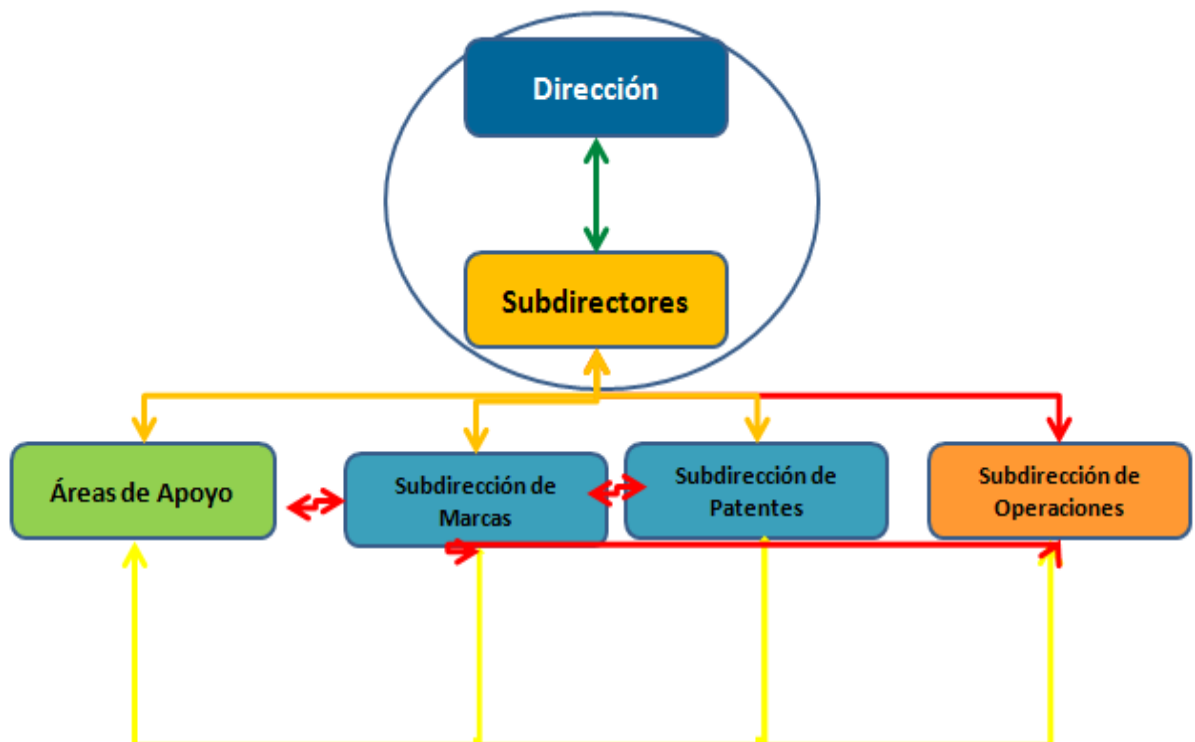 Dirección
Subdirectores
Áreas de Apoyo
Subdirección de
Marcas
Subdirección de
Patentes
Subdirección de
Operaciones